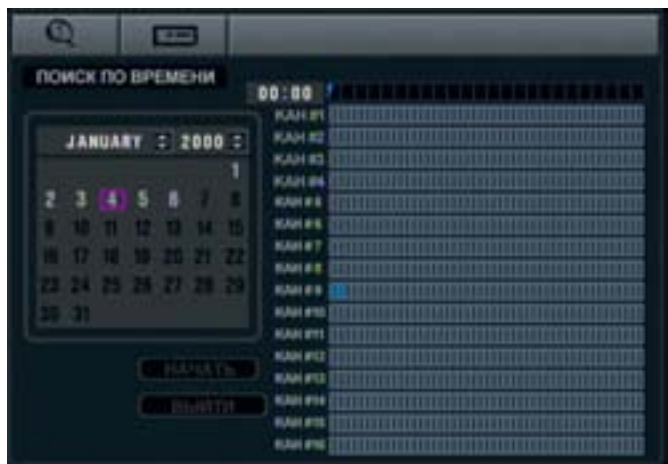 ПОИСК ПО ВРЕМЕНИ
00:00
JANUARY 2000
1
2 3 4 5 6 7 8
9 10 11 12 13 14 15
16 17 18 19 20 21 22
23 24 25 26 27 28 29
30 31
НАЧАТЬ
ВЫЙТИ
КАН #1
КАН #2
КАН #3
КАН #4
КАН # 5
КАН # 6
КАН # 7
КАН # 8
КАН # 9
КАН #10
КАН #11
КАН #12
КАН #13
КАН #14
КАН #15
КАН #16